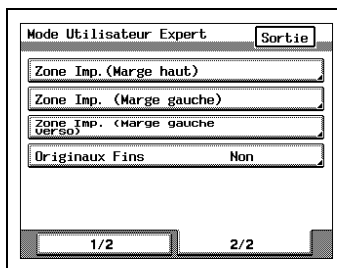 Mode Utilisateur Expert
Sortie
Zone Imp.(Marge haut)
Zone Imp. (Marge gauche)
Zone Imp. (Marge gauche
verso)
Originaux Fins Non
1/2 2/2